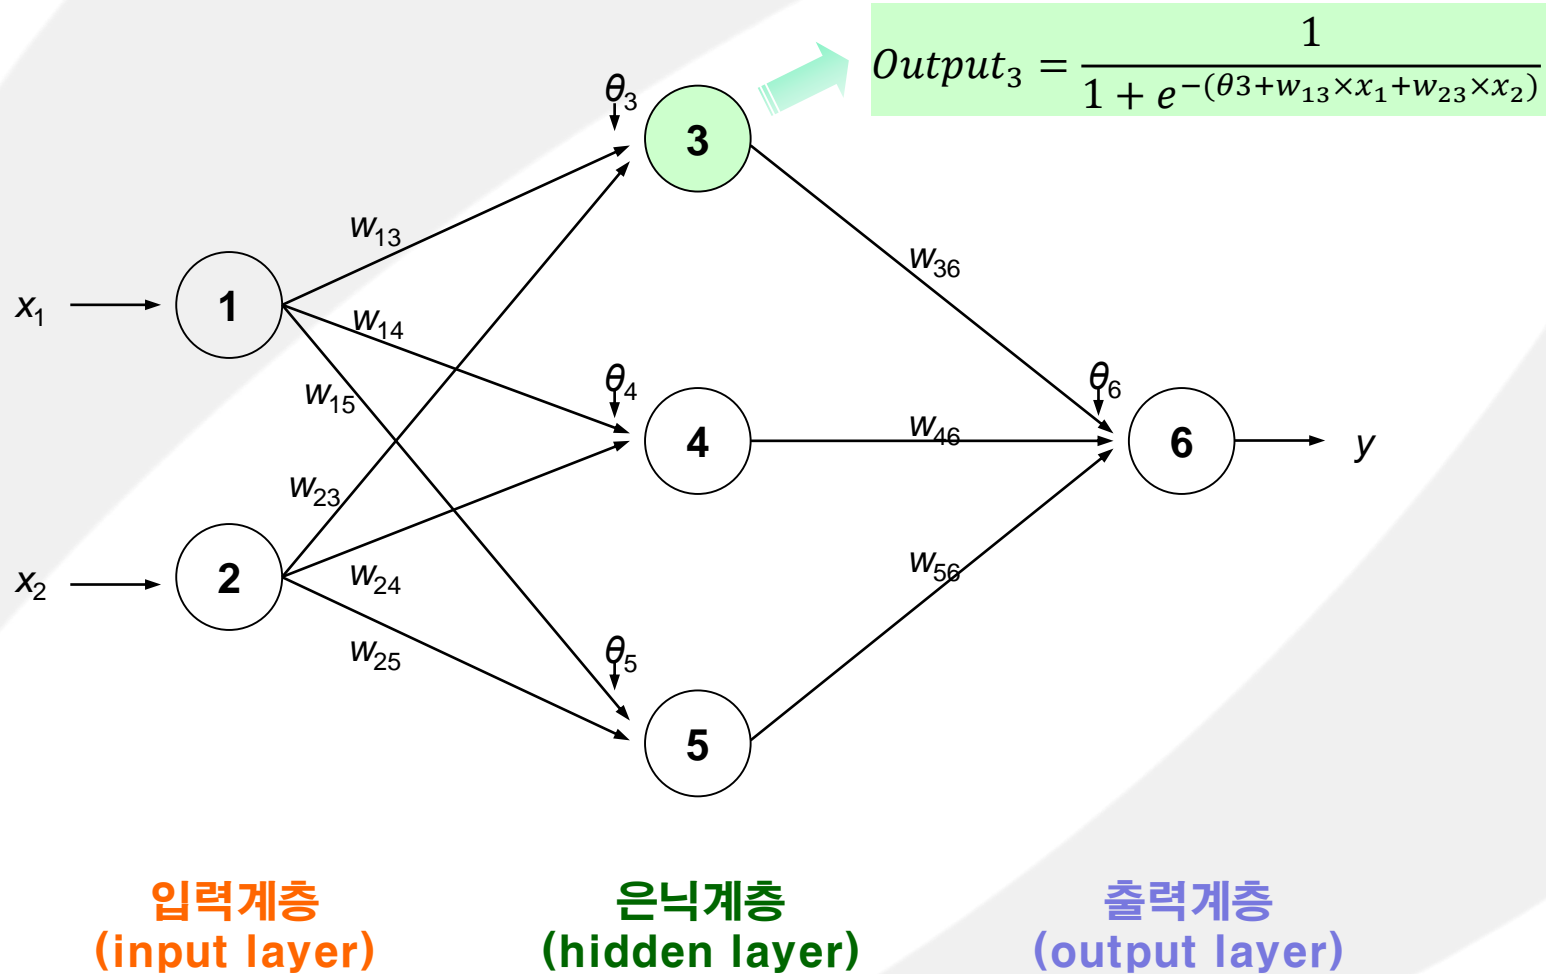 Output₃ = 1 / (1 + e^−(θ3+w₁₃×x₁+w₂₃×x₂))
θ₃
3
w₁₃
w₃₆
x₁
1
w₁₄
w₁₅
θ₄
4
w₄₆
θ₆
6
y
w₂₃
x₂
2
w₂₄
w₂₅
w₅₆
θ₅
5
입력계층
(input layer)
은닉계층
(hidden layer)
출력계층
(output layer)